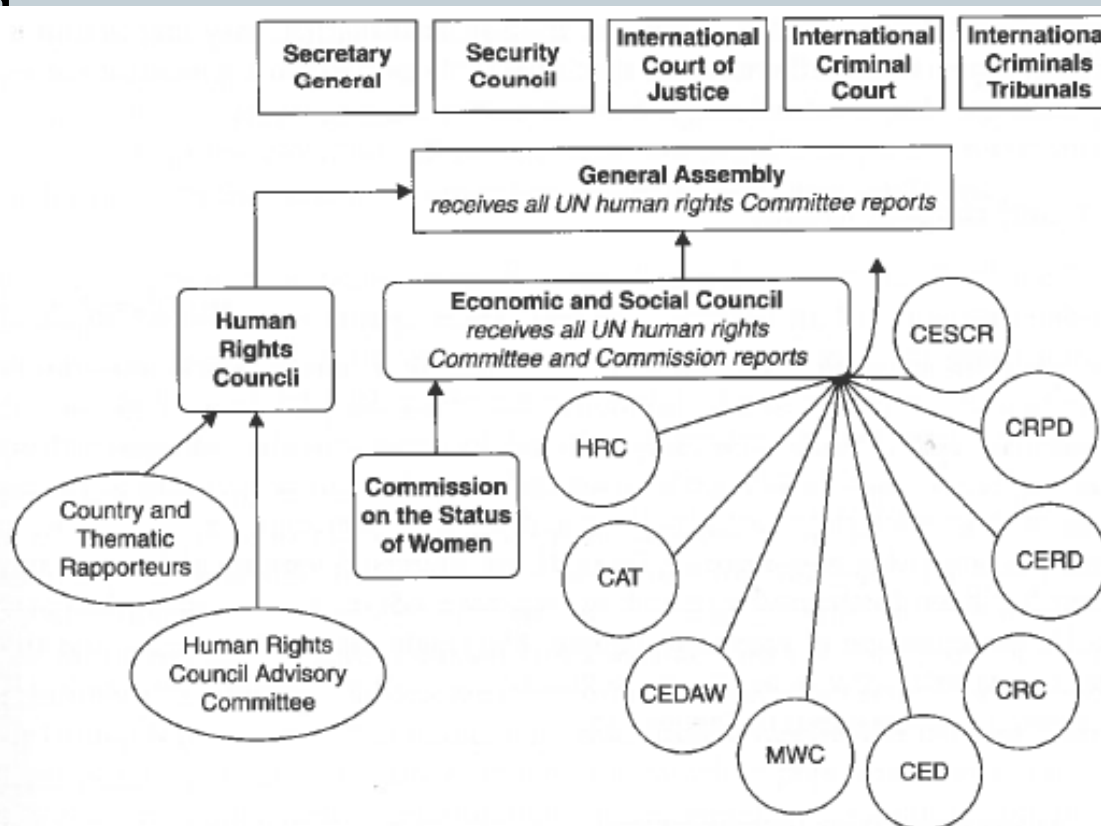 Secretary
General
Security
Council
International
Court of
Justice
International
Criminal
Court
Internationa
Criminals
Tribunals
General Assembly
receives all UN human rights Committee reports
Human
Rights
Councli
Economic and Social Council
receives all UN human rights
Committee and Commission reports
CESCR
CRPD
HRC
Commission
on the Status
of Women
Country and
Thematic
Rapporteurs
CAT
CERD
Human Rights
Council Advisory
Committee
CEDAW
CRC
MWC
CED